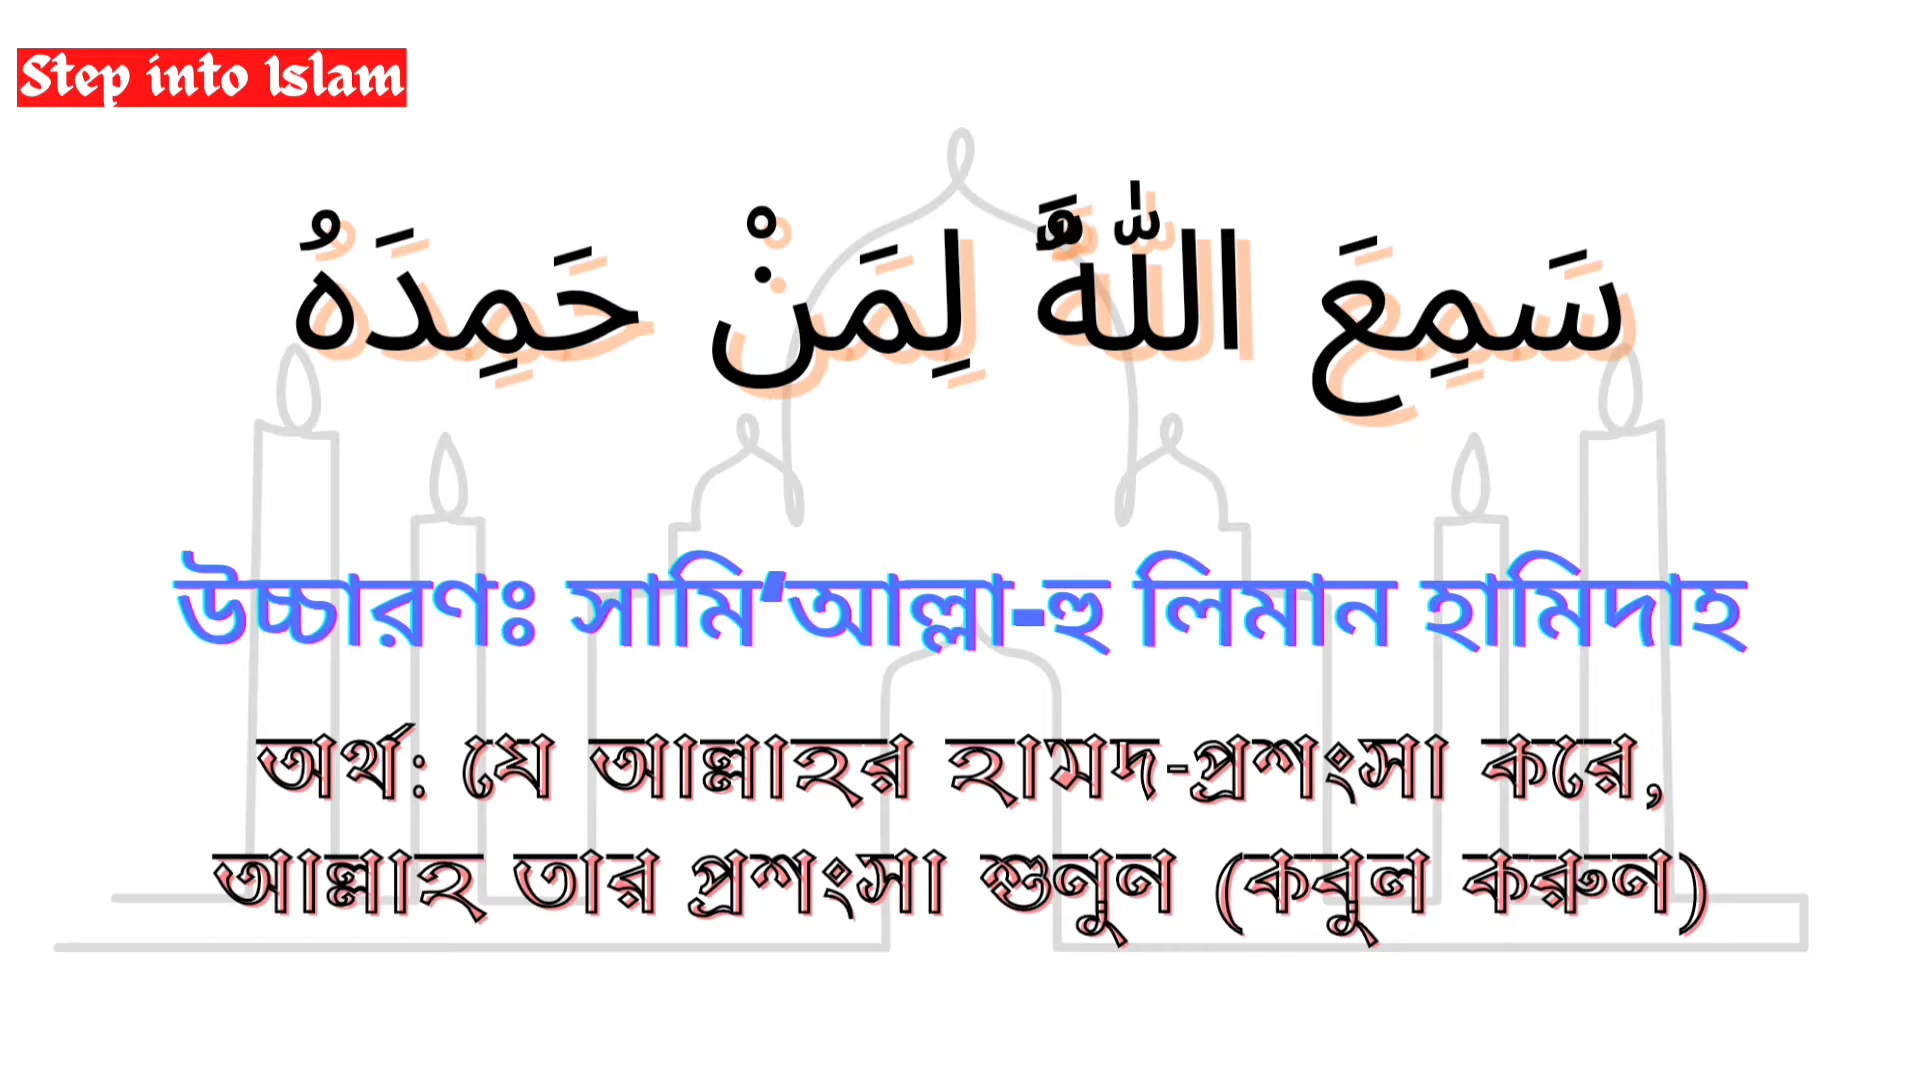 Step into Islam
سَمِعَ اللّٰهَُ لِمَنْ حَمِدَهُ
উচ্চারণঃ সামি‘আল্লা-হু লিমান হামিদাহ
অর্থ: যে আল্লাহর হামদ-প্রশংসা করে,
আল্লাহ তার প্রশংসা শুনুন (কবুল করুন)